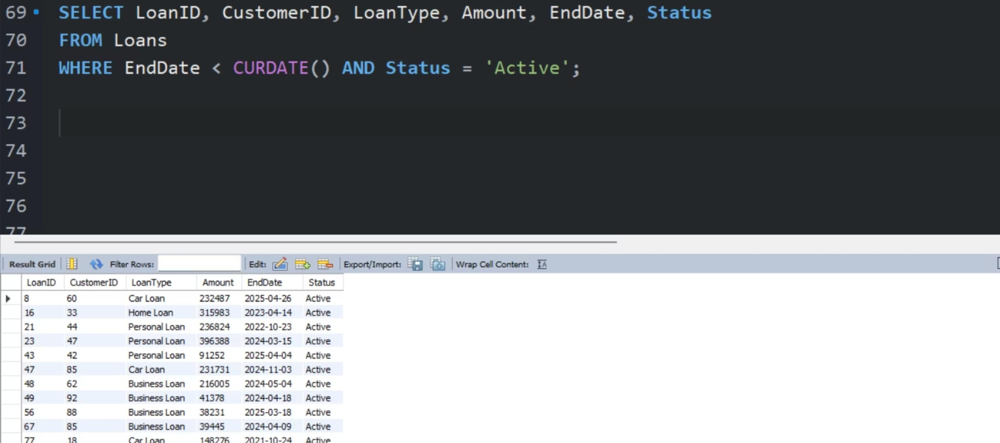 69 SELECT LoanID, CustomerID, LoanType, Amount, EndDate, Status
70 FROM Loans
71 WHERE EndDate < CURDATE() AND Status = 'Active';
72
73
74
75
76
77
Result Grid Filter Rows: Edit: Export/Import: Wrap Cell Content: IA
LoanID CustomerID LoanType Amount EndDate Status
8 60 Car Loan 232487 2025-04-26 Active
16 33 Home Loan 315983 2023-04-14 Active
21 44 Personal Loan 236824 2022-10-23 Active
23 47 Personal Loan 396388 2024-03-15 Active
43 42 Personal Loan 91252 2025-04-04 Active
47 85 Car Loan 231731 2024-11-03 Active
48 62 Business Loan 216005 2024-05-04 Active
49 92 Business Loan 41378 2024-04-18 Active
56 88 Business Loan 38231 2025-03-18 Active
67 85 Business Loan 39445 2024-04-09 Active
77 18 Car Loan 148276 2021-10-24 Active